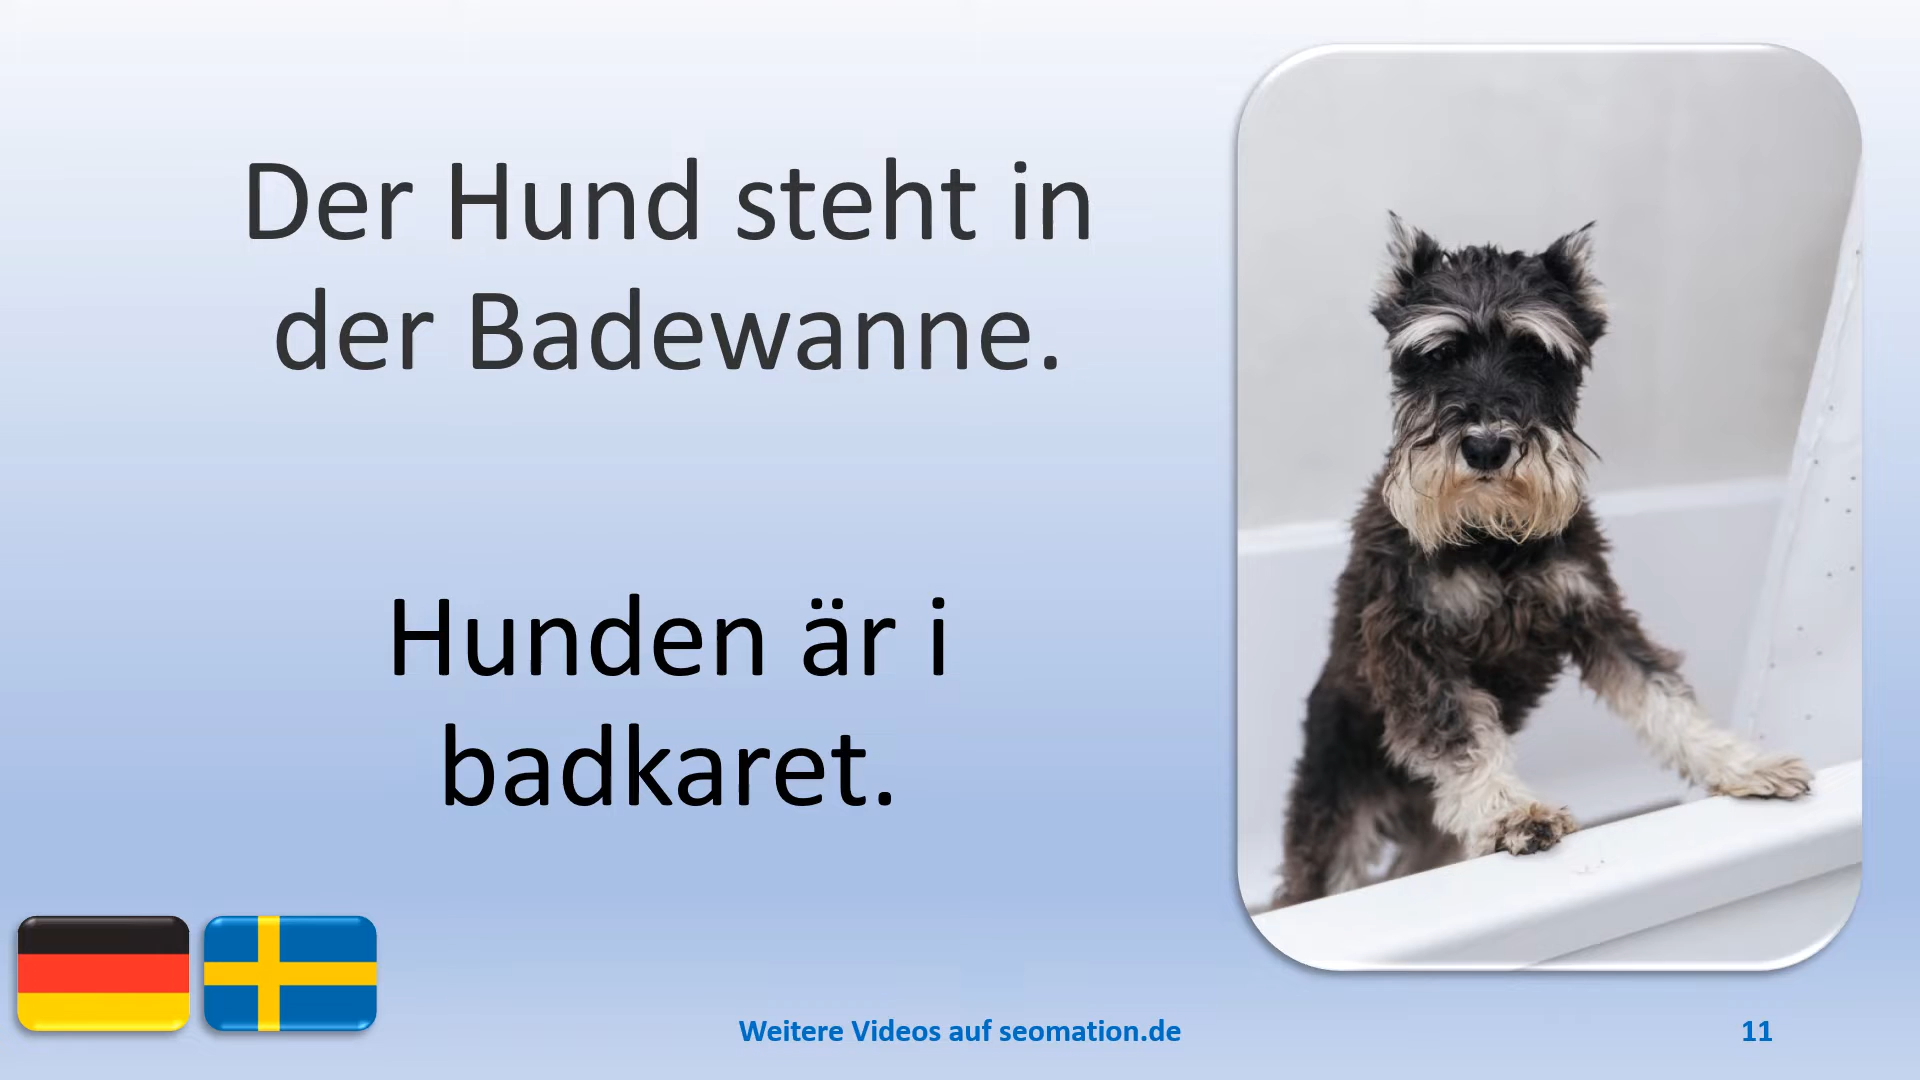 Der Hund steht in
der Badewanne.
Hunden är i
badkaret.
Weitere Videos auf seomation.de
11